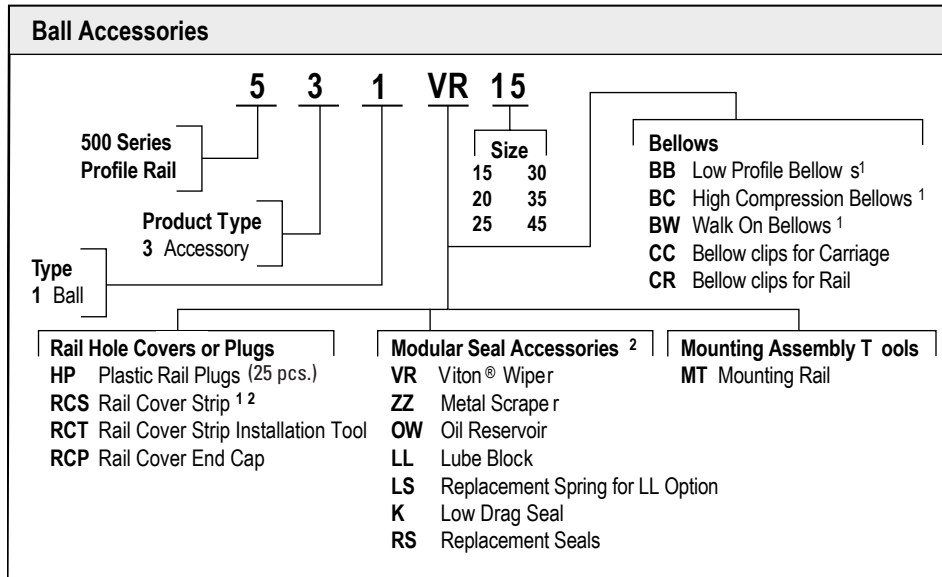 Ball Accessories
5 3 1 VR 15
500 Series
Profile Rail
Product Type
3 Accessory
Type
1 Ball
Size
15 30
20 35
25 45
Bellows
BB Low Profile Bellow s1
BC High Compression Bellows 1
BW Walk On Bellows 1
CC Bellow clips for Carriage
CR Bellow clips for Rail
Rail Hole Covers or Plugs
HP Plastic Rail Plugs (25 pcs.)
RCS Rail Cover Strip 1 2
RCT Rail Cover Strip Installation Tool
RCP Rail Cover End Cap
Modular Seal Accessories 2
VR Viton ® Wiper
ZZ Metal Scrape r
OW Oil Reservoir
LL Lube Block
LS Replacement Spring for LL Option
K Low Drag Seal
RS Replacement Seals
Mounting Assembly T ools
MT Mounting Rail